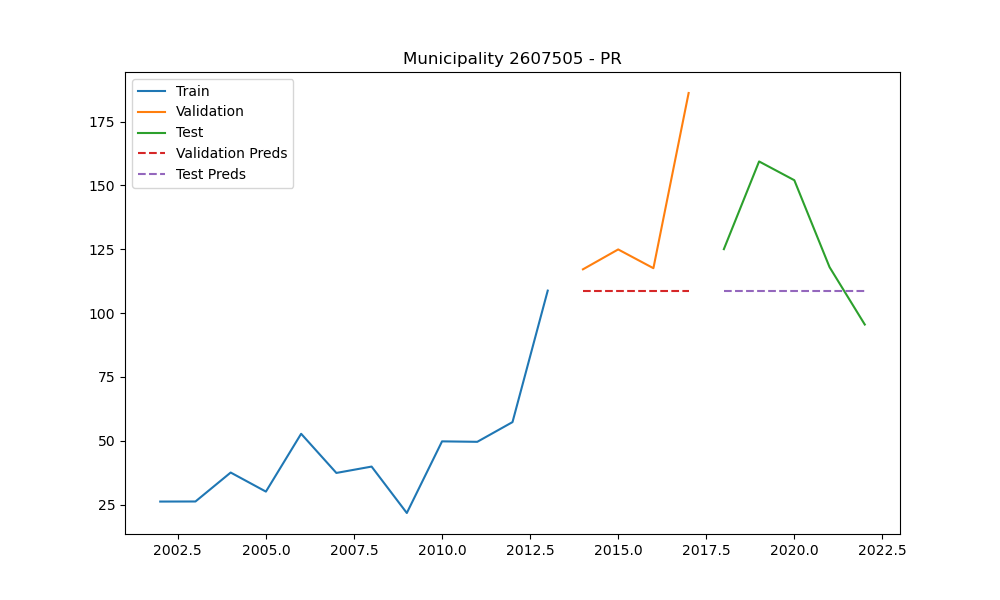 Municipality 2607505 - PR
Train
Validation
Test
Validation Preds
Test Preds
175
150
125
100
75
50
25
2002.5 2005.0 2007.5 2010.0 2012.5 2015.0 2017.5 2020.0 2022.5